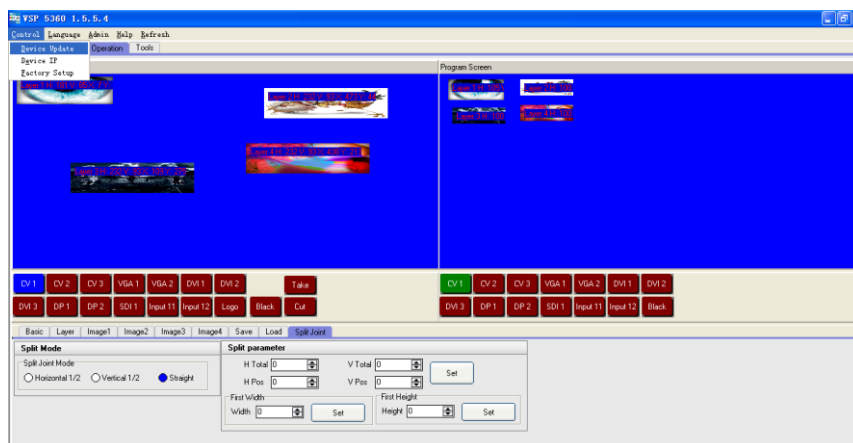 VSP 5360 1.5.5.4
Control Language Admin Help Refresh
Device Update Operation Tools
Device IP
Factory Setup
Program Screen
CV 1 CV 2 CV 3 VGA 1 VGA 2 DVI 1 DVI 2 Take
CV 1 CV 2 CV 3 VGA 1 VGA 2 DVI 1 DVI 2
DVI 3 DP 1 DP 2 SDI 1 Input 11 Input 12 Logo Black Cut
DVI 3 DP 1 DP 2 SDI 1 Input 11 Input 12 Black
Basic Layer Image1 Image2 Image3 Image4 Save Load Split Joint
Split Mode
Split Joint Mode
Horizontal 1/2 Vertical 1/2 Straight
Split parameter
H Total 0 V Total 0
H Pos 0 V Pos 0 Set
First Width First Height
Width 0 Set Height 0 Set